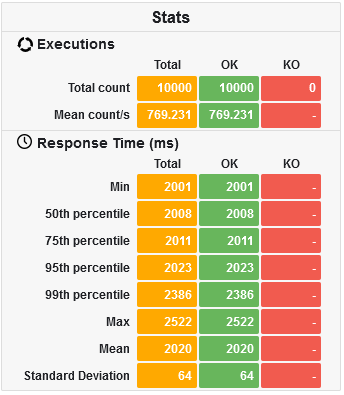 Stats
Executions
Total OK KO
Total count 10000 10000 0
Mean count/s 769.231 769.231 -
Response Time (ms)
Total OK KO
Min 2001 2001 -
50th percentile 2008 2008 -
75th percentile 2011 2011 -
95th percentile 2023 2023 -
99th percentile 2386 2386 -
Max 2522 2522 -
Mean 2020 2020 -
Standard Deviation 64 64 -